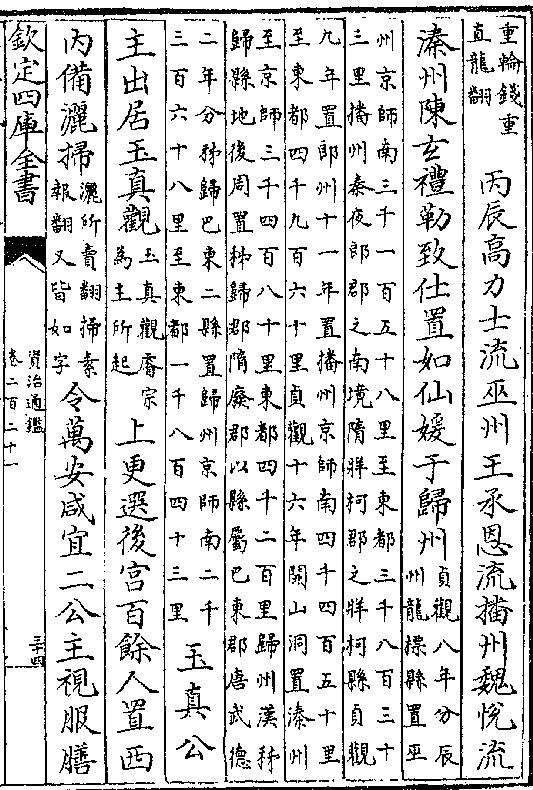 重輪錢重
直龍翻
丙辰高力士流巫州王承恩流播州魏悅流
溱州陳玄禮勒致仕置如仙媛于歸州
貞觀八年分辰
州龍標縣置巫
州京師南三千一百五十八里至東都三千八百三十
三里播州秦夜郎郡之南境隋牂柯郡之牂柯縣貞觀
九年置郎州十一年置播州京師南四千四百五十里
至東都四千九百六十里貞觀十六年開山洞置溱州
至京師三千四百八十里東都四十二百里歸州漢秭
歸縣地後周置秭歸郡隋廢郡以縣屬巴東郡唐武德
二年分秭歸巴東二縣置歸州京師南二千
三百六十八里至東都一千八百四十三里
玉真公
主出居玉真觀
玉真觀睿宗
為主所起
上更選後宮百餘人置西
內備灑掃
灑所賣翻掃素
報翻又皆如字
令萬安咸宜二公主視服膳
欽定四庫全書
資治通鑑
卷二百二十一
三十四